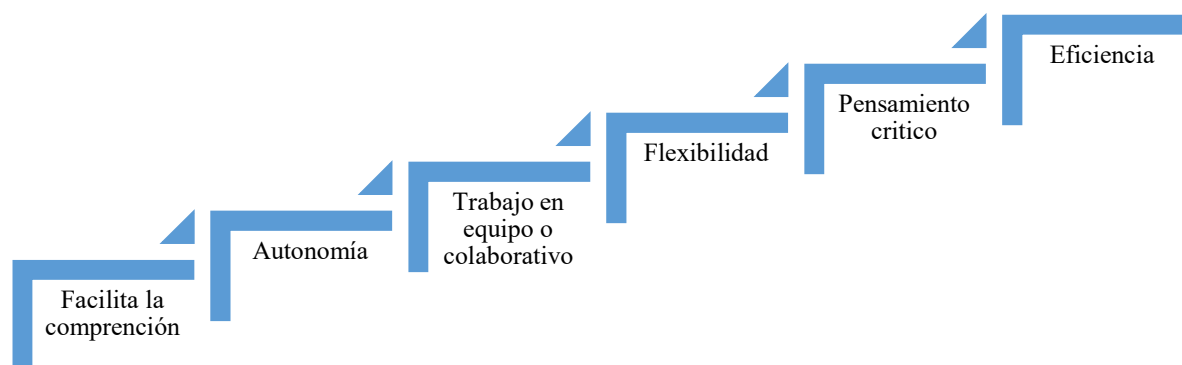 Facilita la
comprención
Autonomía
Trabajo en
equipo o
colaborativo
Flexibilidad
Pensamiento
critico
Eficiencia